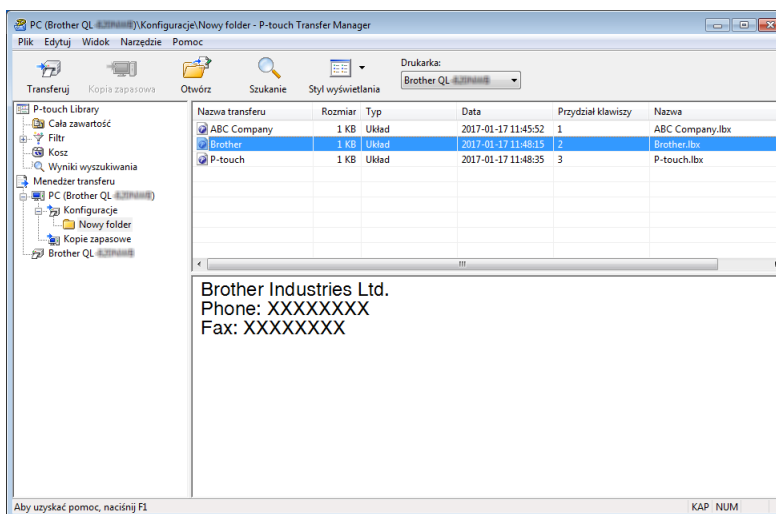 PC (Brother QL )\Konfiguracje\Nowy folder - P-touch Transfer Manager
Plik Edytuj Widok Narzędzie Pomoc
Transferuj
Kopia zapasowa
Otwórz
Szukanie
Styl wyświetlania
Drukarka:
Brother QL
P-touch Library
Cała zawartość
Filtr
Kosz
Wyniki wyszukiwania
Menedżer transferu
PC (Brother QL )
Konfiguracje
Nowy folder
Kopie zapasowe
Brother QL
Nazwa transferu Rozmiar Typ Data Przydział klawiszy Nazwa
ABC Company 1 KB Układ 2017-01-17 11:45:52 1 ABC Company.lbx
Brother 1 KB Układ 2017-01-17 11:48:15 2 Brother.lbx
P-touch 1 KB Układ 2017-01-17 11:48:35 3 P-touch.lbx
Brother Industries Ltd.
Phone: XXXXXXXX
Fax: XXXXXXXX
Aby uzyskać pomoc, naciśnij F1
KAP NUM